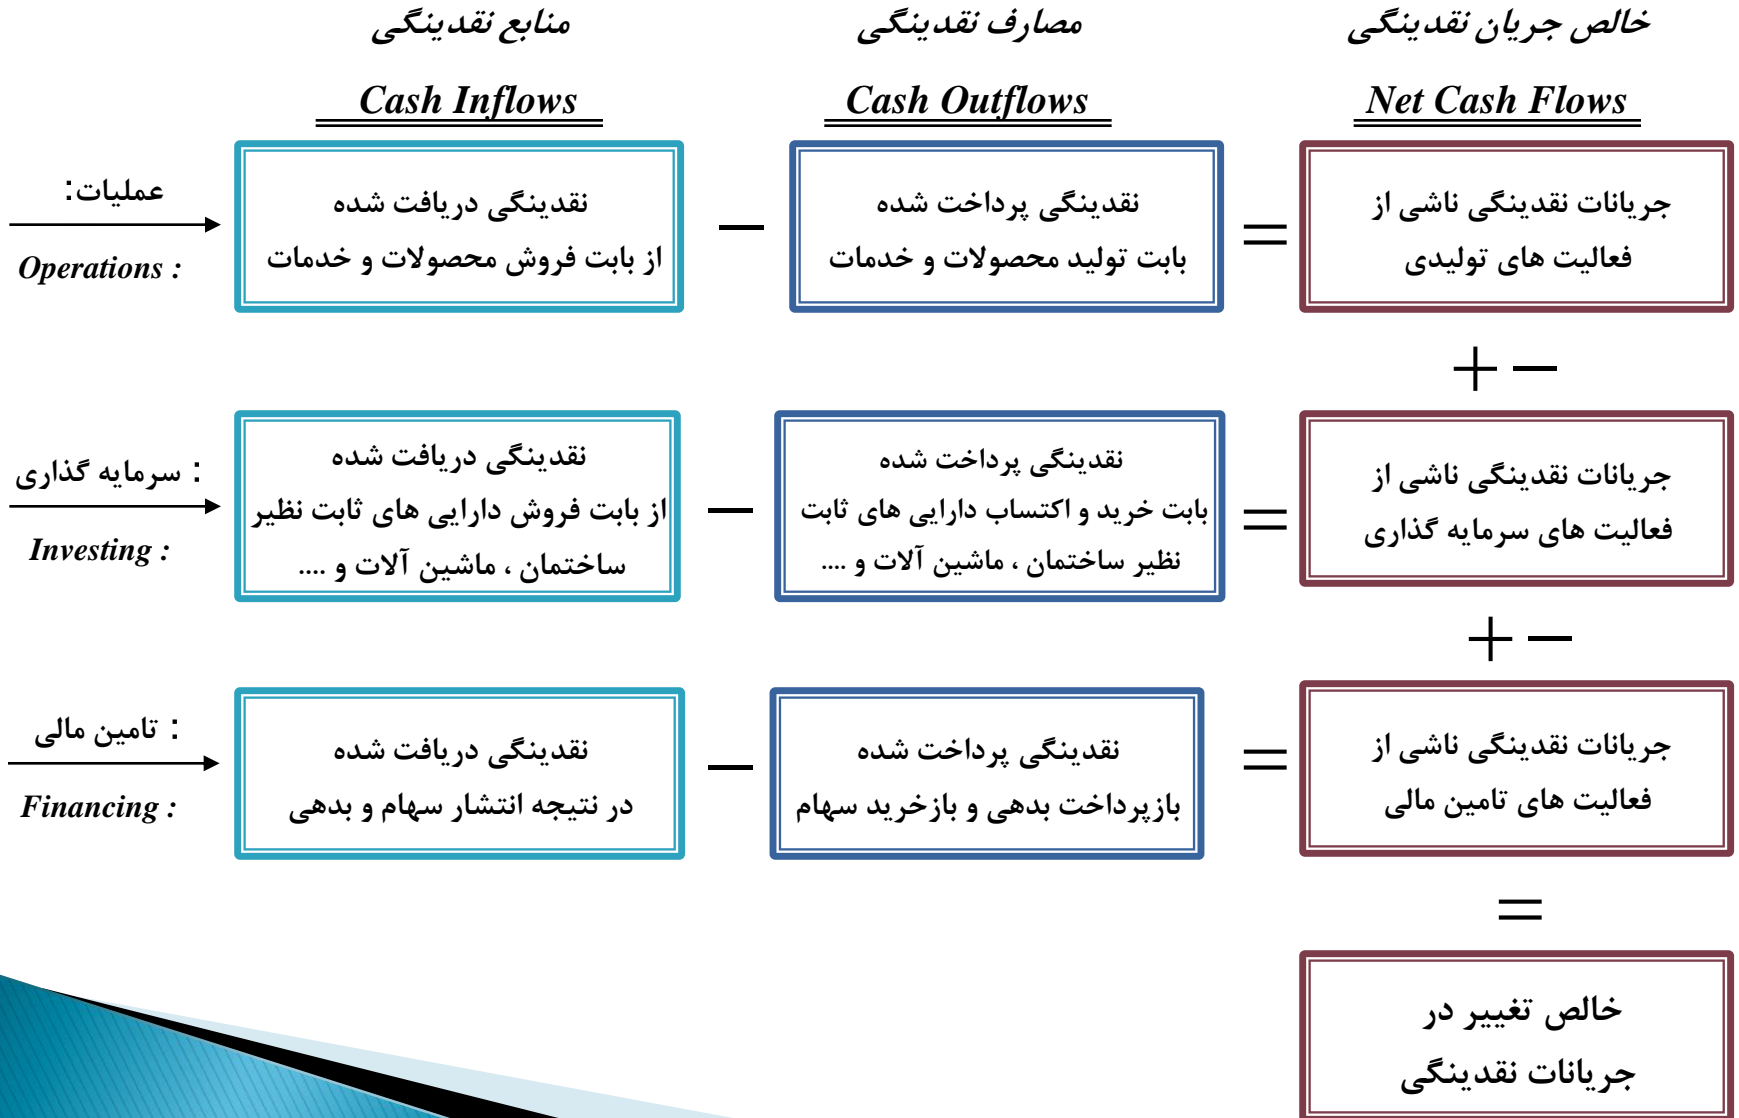 منابع نقدینگی
مصارف نقدینگی
خالص جریان نقدینگی
Cash Inflows
Cash Outflows
Net Cash Flows
عملیات:
Operations :
نقدینگی دریافت شده
از بابت فروش محصولات و خدمات
−
نقدینگی پرداخت شده
بابت تولید محصولات و خدمات
=
جریانات نقدینگی ناشی از
فعالیت های تولیدی
+ −
: سرمایه گذاری
Investing :
نقدینگی دریافت شده
از بابت فروش دارایی های ثابت نظیر
ساختمان ، ماشین آلات و ....
−
نقدینگی پرداخت شده
بابت خرید و اکتساب دارایی های ثابت
نظیر ساختمان ، ماشین آلات و ....
=
جریانات نقدینگی ناشی از
فعالیت های سرمایه گذاری
+ −
: تامین مالی
Financing :
نقدینگی دریافت شده
در نتیجه انتشار سهام و بدهی
−
نقدینگی پرداخت شده
بازپرداخت بدهی و بازخرید سهام
=
جریانات نقدینگی ناشی از
فعالیت های تامین مالی
=
خالص تغییر در
جریانات نقدینگی